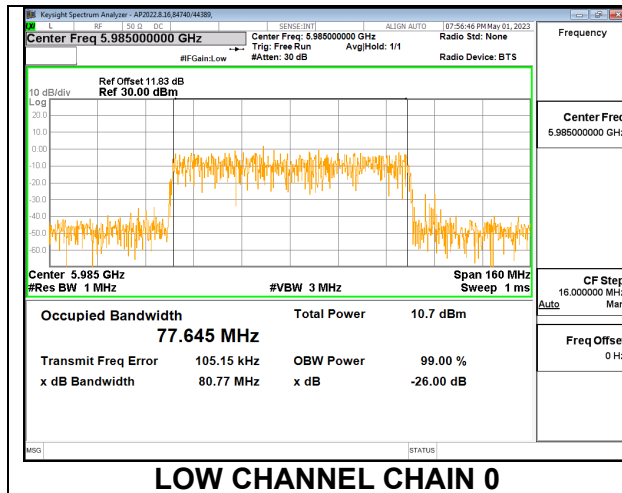 Keysight Spectrum Analyzer - AP2022.8.16,84740/44389,
L RF 50 Ω DC SENSE:INT ALIGN AUTO 07:56:46 PM May 01, 2023
Center Freq 5.985000000 GHz Center Freq: 5.985000000 GHz Radio Std: None
Trig: Free Run Avg|Hold: 1/1
#IFGain:Low #Atten: 30 dB Radio Device: BTS
Frequency
Ref Offset 11.83 dB
10 dB/div Ref 30.00 dBm
Log
20.0
10.0
0.00
-10.0
-20.0
-30.0
-40.0
-50.0
-60.0
Center 5.985 GHz Span 160 MHz
#Res BW 1 MHz #VBW 3 MHz Sweep 1 ms
Center Freq
5.985000000 GHz
CF Step
16.000000 MHz
Auto Man
Freq Offset
0 Hz
Occupied Bandwidth Total Power 10.7 dBm
77.645 MHz
Transmit Freq Error 105.15 kHz OBW Power 99.00 %
x dB Bandwidth 80.77 MHz x dB -26.00 dB
MSG STATUS
LOW CHANNEL CHAIN 0